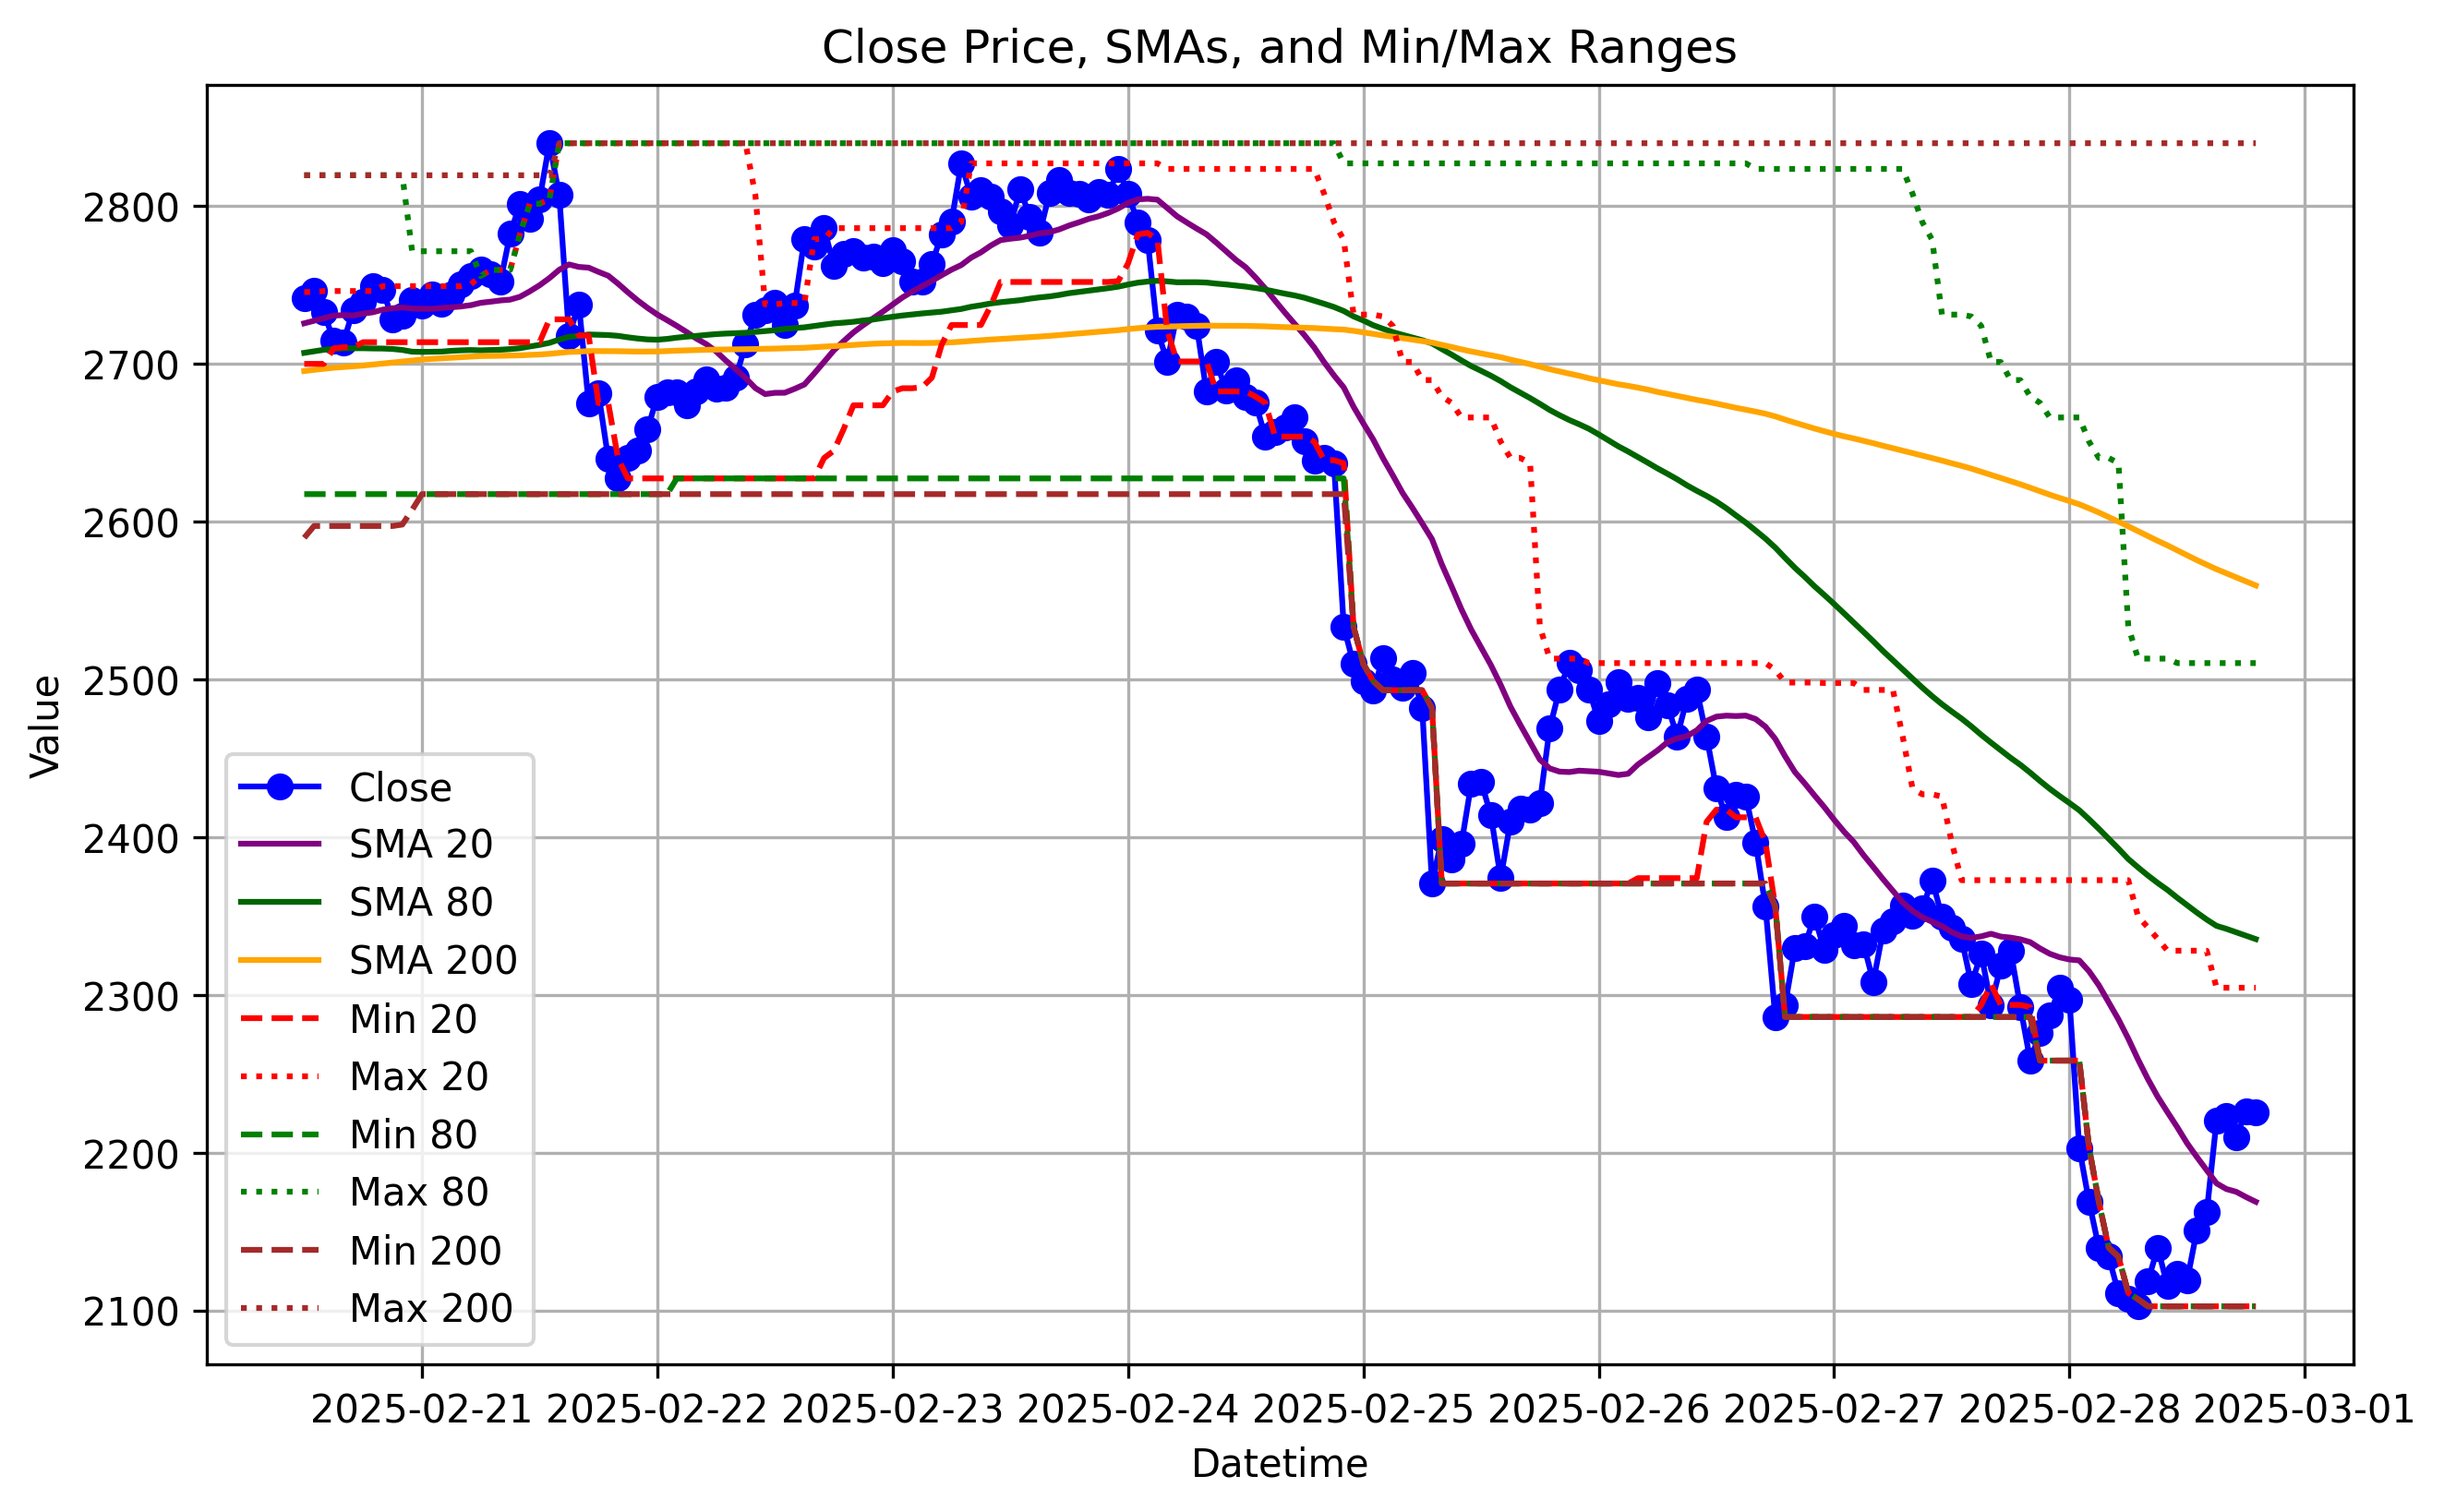 Close Price, SMAs, and Min/Max Ranges
Value
2800
2700
2600
2500
2400
2300
2200
2100
Close
SMA 20
SMA 80
SMA 200
Min 20
Max 20
Min 80
Max 80
Min 200
Max 200
2025-02-21 2025-02-22 2025-02-23 2025-02-24 2025-02-25 2025-02-26 2025-02-27 2025-02-28 2025-03-01
Datetime